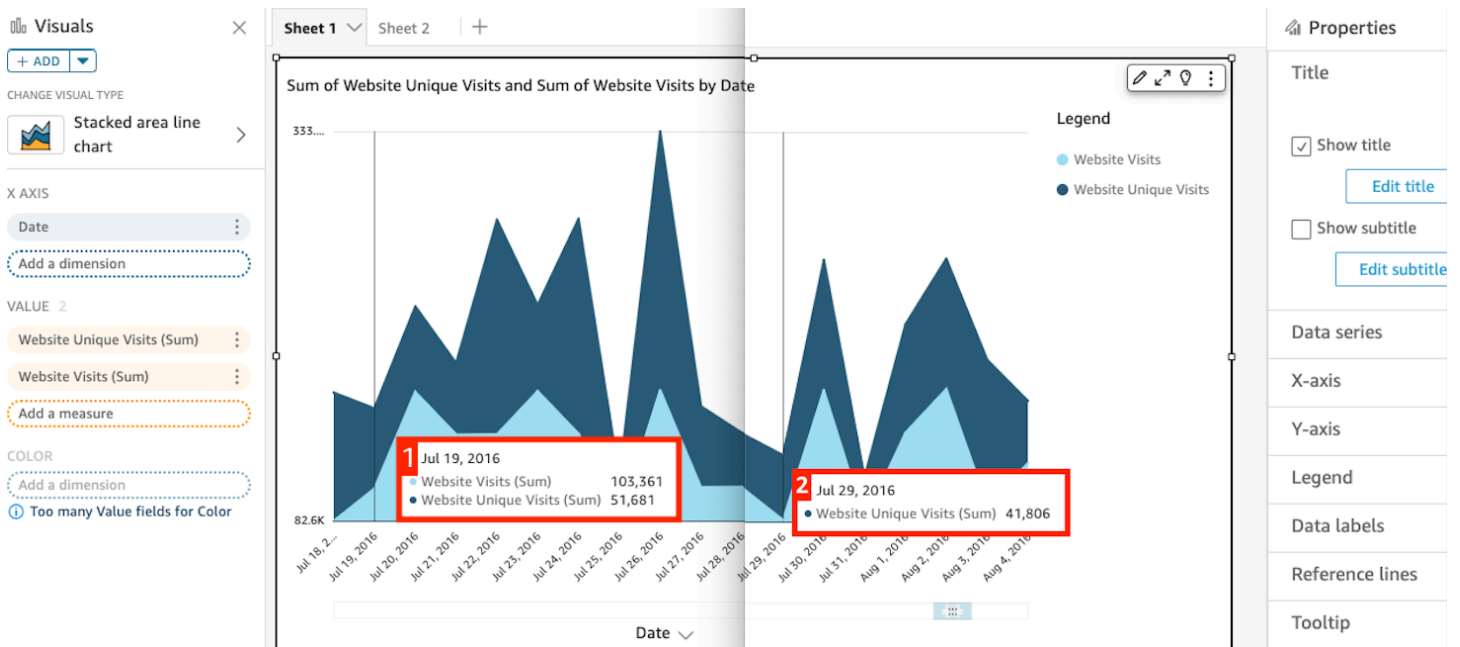 Visuals
+ ADD
CHANGE VISUAL TYPE
Stacked area line
chart
X AXIS
Date
Add a dimension
VALUE 2
Website Unique Visits (Sum)
Website Visits (Sum)
Add a measure
COLOR
Add a dimension
Too many Value fields for Color
Sheet 1
Sheet 2
+
Sum of Website Unique Visits and Sum of Website Visits by Date
333....
82.6K
1
Jul 19, 2016
Website Visits (Sum) 103,361
Website Unique Visits (Sum) 51,681
2
Jul 29, 2016
Website Unique Visits (Sum) 41,806
Jul 18, 2...
Jul 19, 2016
Jul 20, 2016
Jul 21, 2016
Jul 22, 2016
Jul 23, 2016
Jul 24, 2016
Jul 25, 2016
Jul 26, 2016
Jul 27, 2016
Jul 28, 2016
Jul 29, 2016
Jul 30, 2016
Jul 31, 2016
Aug 1, 2016
Aug 2, 2016
Aug 3, 2016
Aug 4, 2016
Date
Legend
Website Visits
Website Unique Visits
Properties
Title
Show title
Edit title
Show subtitle
Edit subtitle
Data series
X-axis
Y-axis
Legend
Data labels
Reference lines
Tooltip